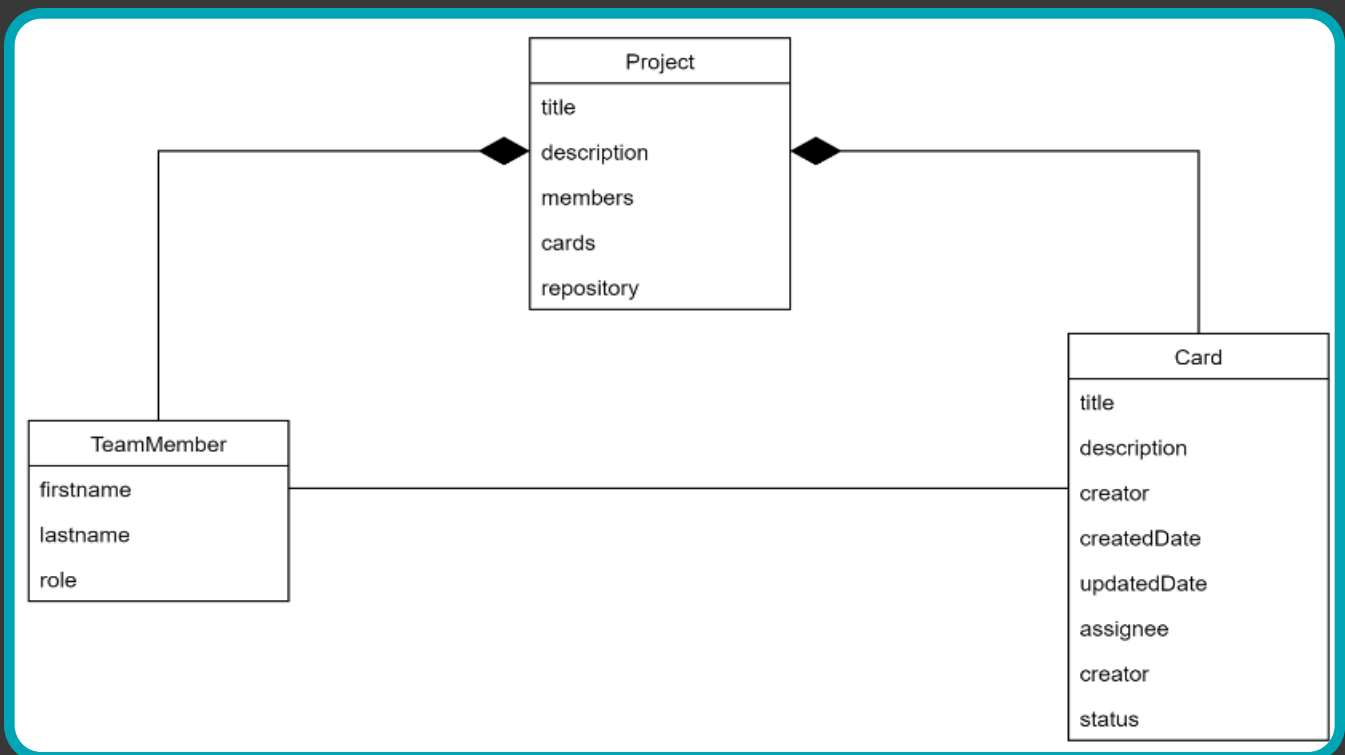 Project
title
description
members
cards
repository
TeamMember
firstname
lastname
role
Card
title
description
creator
createdDate
updatedDate
assignee
creator
status